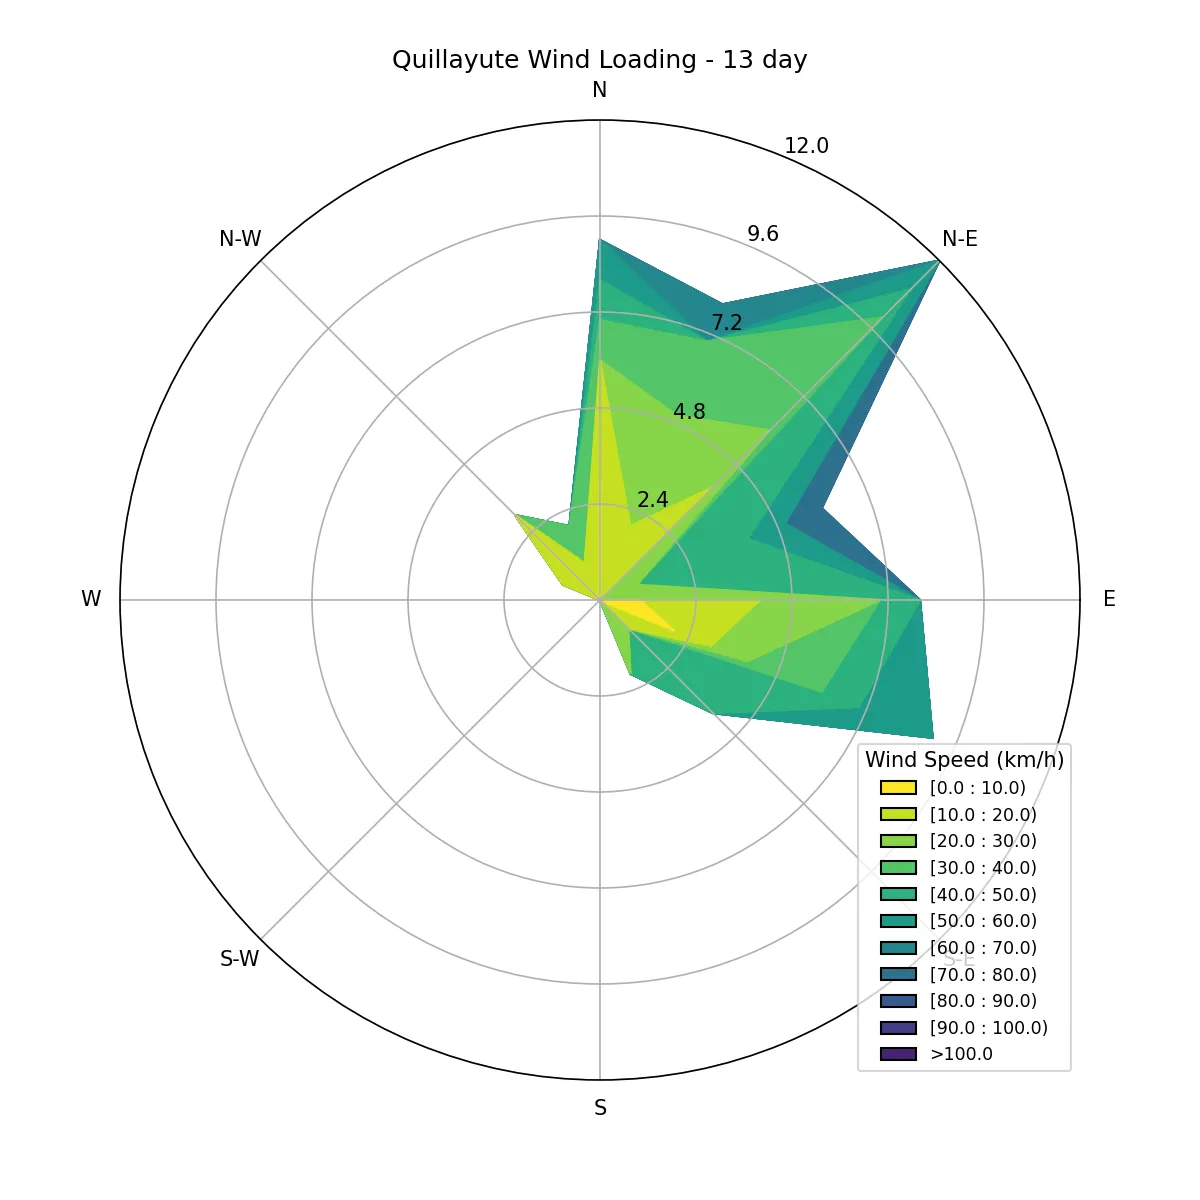 Quillayute Wind Loading - 13 day
N
12.0
9.6
N-W
N-E
7.2
4.8
2.4
W
E
Wind Speed (km/h)
[0.0 : 10.0)
[10.0 : 20.0)
[20.0 : 30.0)
[30.0 : 40.0)
[40.0 : 50.0)
[50.0 : 60.0)
[60.0 : 70.0)
S-W
S-E
[70.0 : 80.0)
[80.0 : 90.0)
[90.0 : 100.0)
>100.0
S